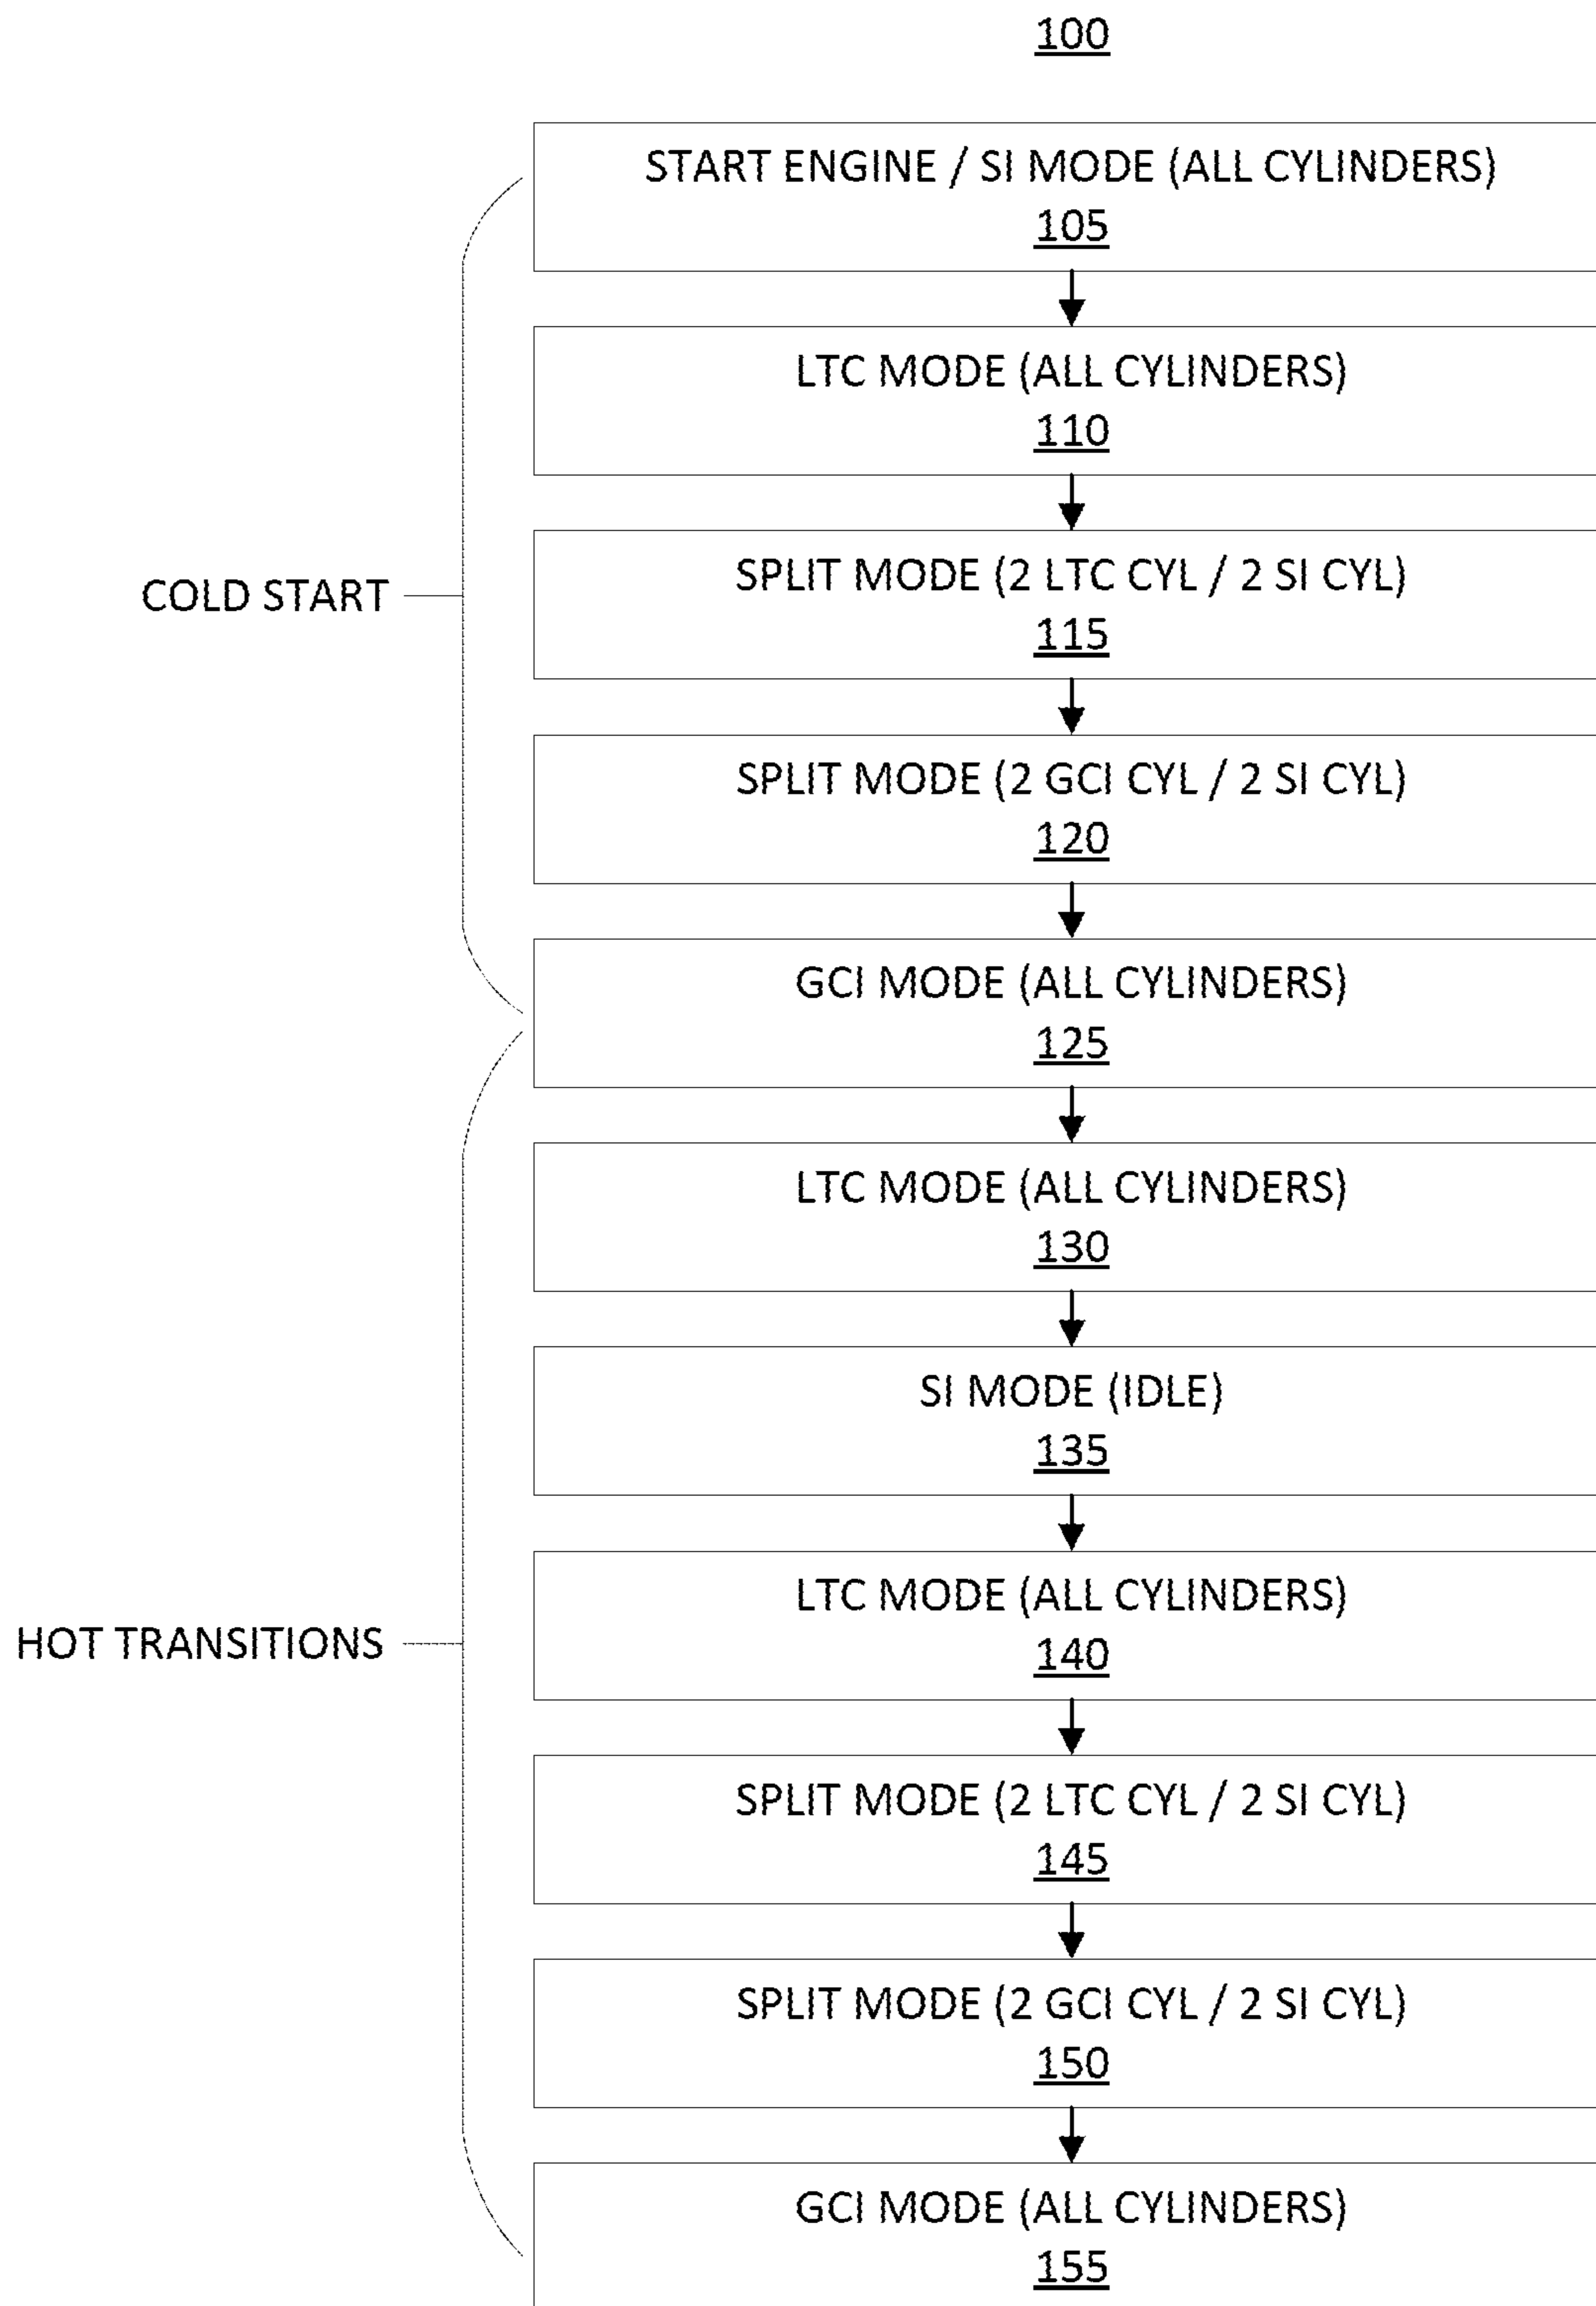 100
START ENGINE / SI MODE (ALL CYLINDERS)
105
LTC MODE (ALL CYLINDERS)
110
SPLIT MODE (2 LTC CYL / 2 SI CYL)
115
COLD START
SPLIT MODE (2 GCI CYL / 2 SI CYL)
120
GCI MODE (ALL CYLINDERS)
125
LTC MODE (ALL CYLINDERS)
130
SI MODE (IDLE)
135
LTC MODE (ALL CYLINDERS)
140
HOT TRANSITIONS
SPLIT MODE (2 LTC CYL / 2 SI CYL)
145
SPLIT MODE (2 GCI CYL / 2 SI CYL)
150
GCI MODE (ALL CYLINDERS)
155